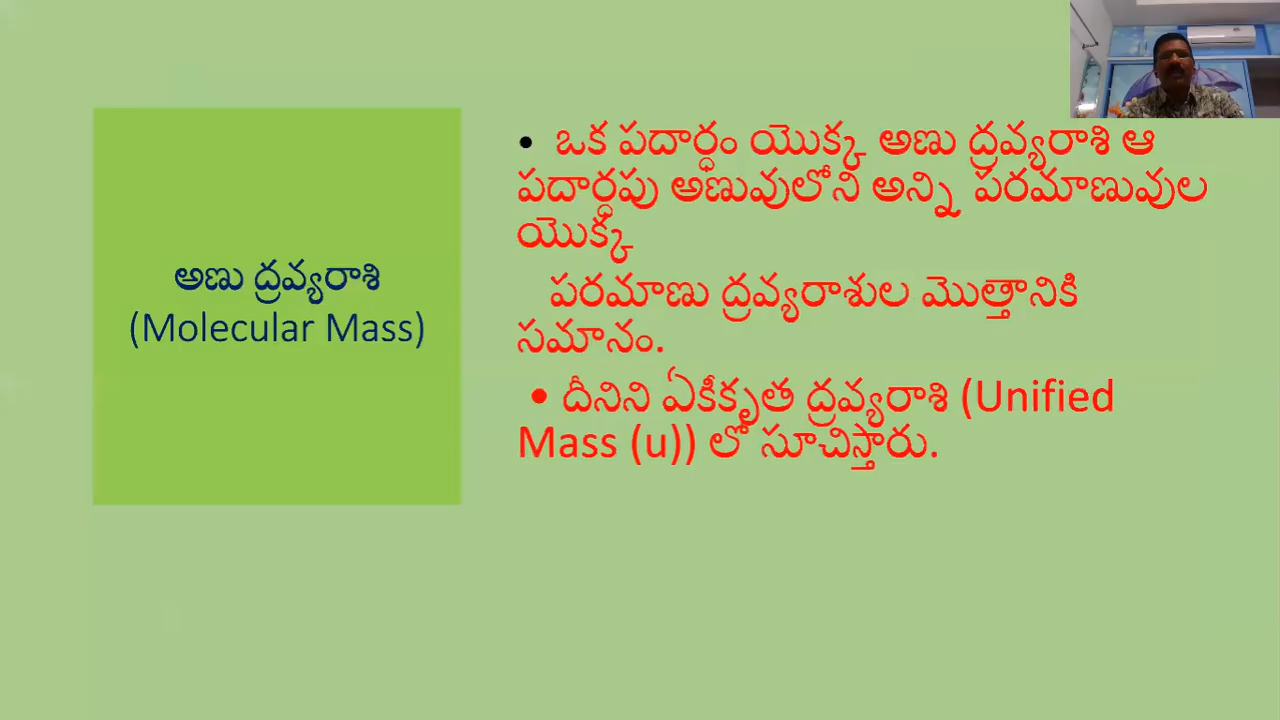 అణు ద్రవ్యరాశి
(Molecular Mass)
• ఒక పదార్ధం యొక్క అణు ద్రవ్యరాశి ఆ
పదార్ధపు అణువులోని అన్ని పరమాణువుల
యొక్క
పరమాణు ద్రవ్యరాశుల మొత్తానికి
సమానం.
• దీనిని ఏకీకృత ద్రవ్యరాశి (Unified
Mass (u)) లో సూచిస్తారు.